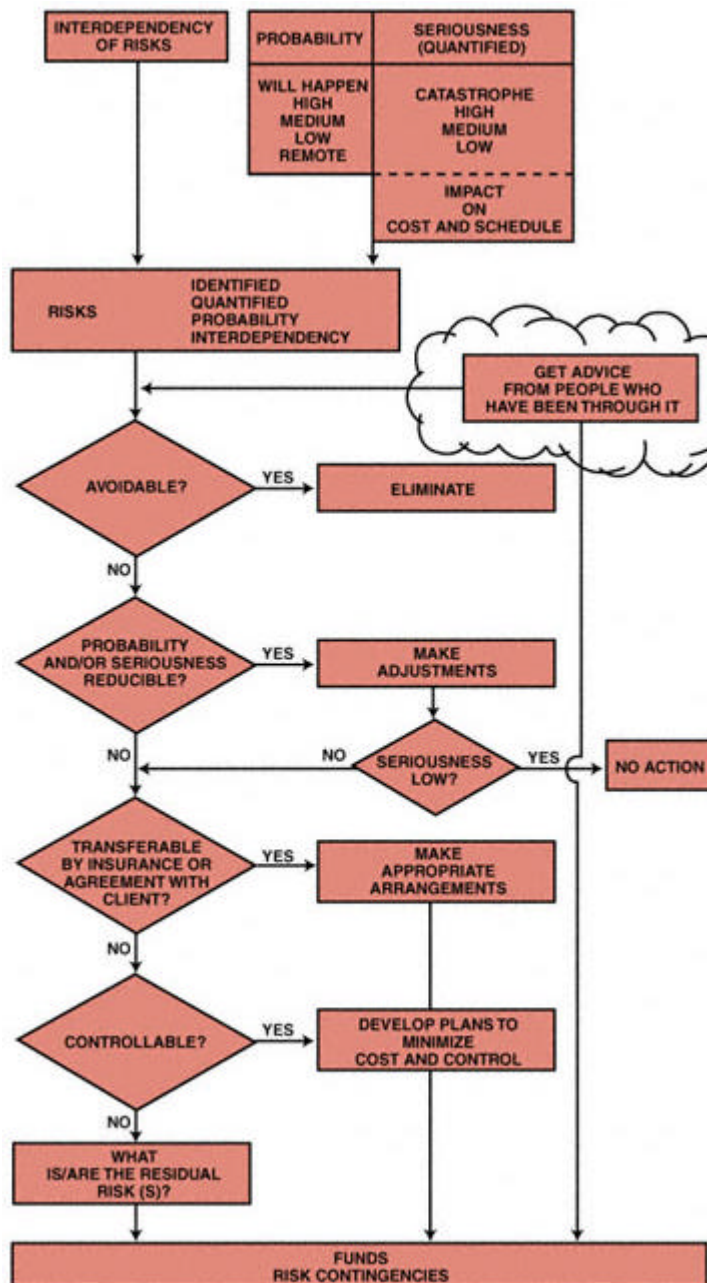 INTERDEPENDENCY
OF RISKS
PROBABILITY
SERIOUSNESS
(QUANTIFIED)
WILL HAPPEN
HIGH
MEDIUM
LOW
REMOTE
CATASTROPHE
HIGH
MEDIUM
LOW
IMPACT
ON
COST AND SCHEDULE
RISKS
IDENTIFIED
QUANTIFIED
PROBABILITY
INTERDEPENDENCY
GET ADVICE
FROM PEOPLE WHO
HAVE BEEN THROUGH IT
AVOIDABLE?
YES
ELIMINATE
NO
PROBABILITY
AND/OR SERIOUSNESS
REDUCIBLE?
YES
MAKE
ADJUSTMENTS
NO
NO
SERIOUSNESS
LOW?
YES
NO ACTION
TRANSFERABLE
BY INSURANCE OR
AGREEMENT WITH
CLIENT?
YES
MAKE
APPROPRIATE
ARRANGEMENTS
NO
CONTROLLABLE?
YES
DEVELOP PLANS TO
MINIMIZE
COST AND CONTROL
NO
WHAT
IS/ARE THE RESIDUAL
RISK (S)?
FUNDS
RISK CONTINGENCIES